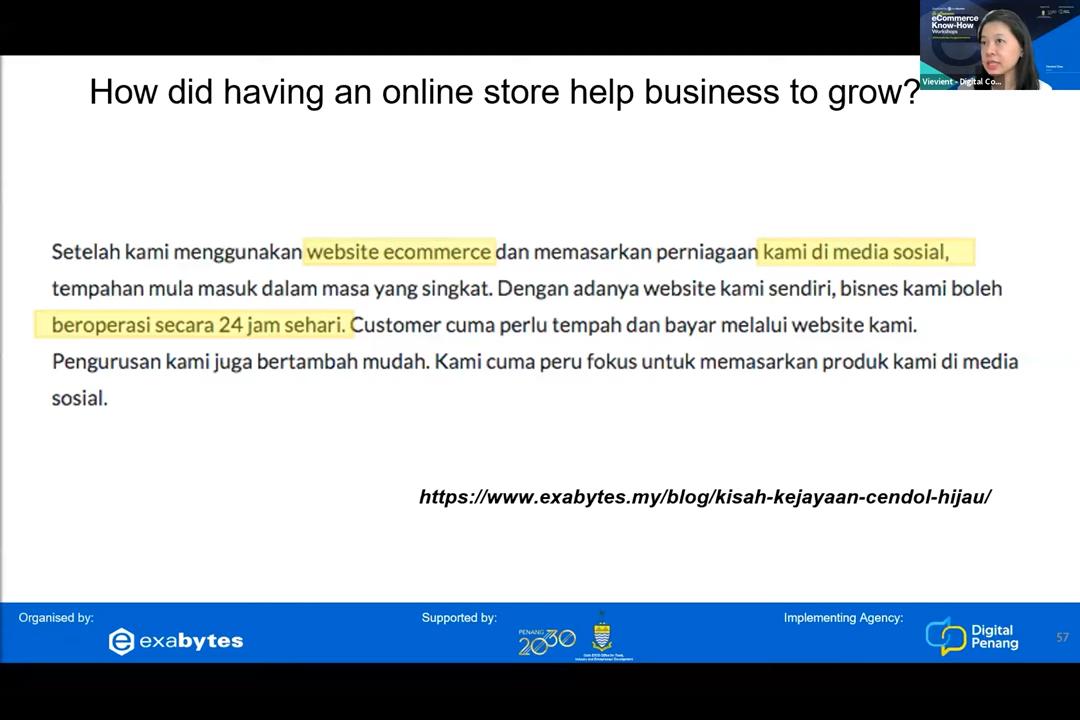 How did having an online store help business to grow?
eCommerce
Know-How
Workshops
Vievient - Digital Co...
Setelah kami menggunakan website ecommerce dan memasarkan perniagaan kami di media sosial,
tempahan mula masuk dalam masa yang singkat. Dengan adanya website kami sendiri, bisnes kami boleh
beroperasi secara 24 jam sehari. Customer cuma perlu tempah dan bayar melalui website kami.
Pengurusan kami juga bertambah mudah. Kami cuma peru fokus untuk memasarkan produk kami di media
sosial.
https://www.exabytes.my/blog/kisah-kejayaan-cendol-hijau/
Organised by:
exabytes
Supported by:
PENANG
2030
Implementing Agency:
Digital
Penang
57